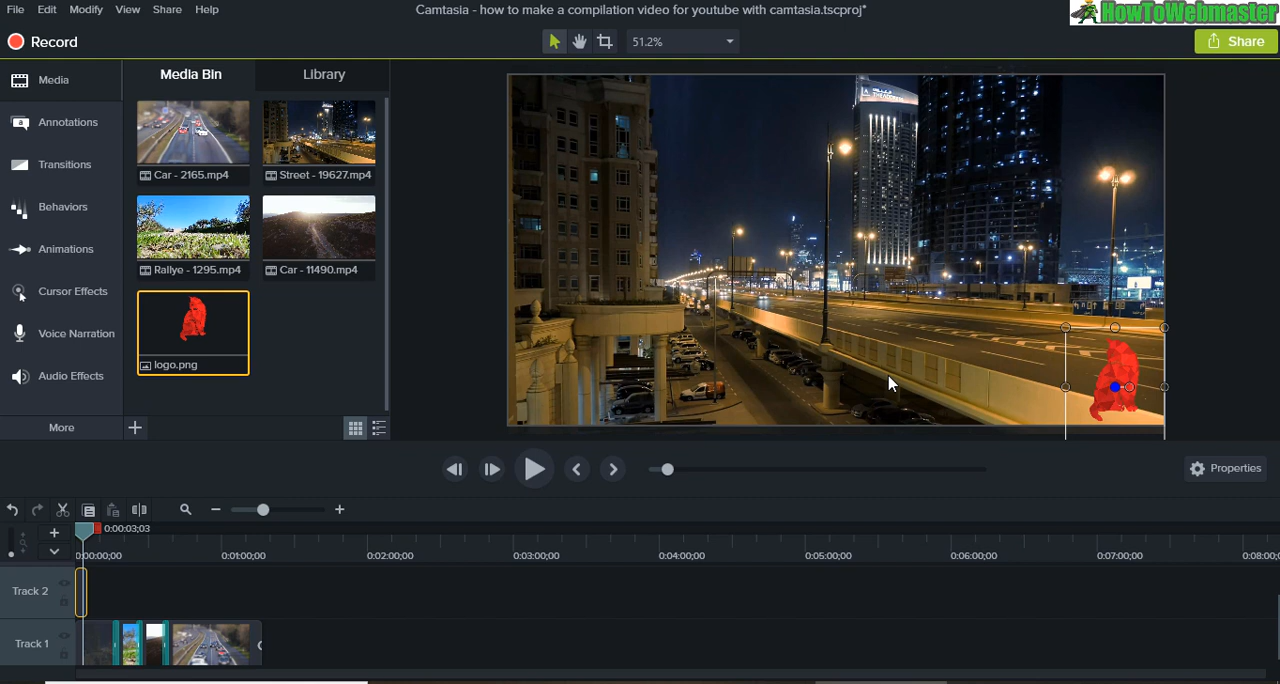 File Edit Modify View Share Help
Camtasia - how to make a compilation video for youtube with camtasia.tscproj*
HowToWebmaster
Record
51.2%
Share
Media
Annotations
Transitions
Behaviors
Animations
Cursor Effects
Voice Narration
Audio Effects
More
Media Bin
Library
Car - 2165.mp4
Street - 19627.mp4
Rallye - 1295.mp4
Car - 11490.mp4
logo.png
Properties
0:00:03;03
0:00:00;00 0:01:00;00 0:02:00;00 0:03:00;00 0:04:00;00 0:05:00;00 0:06:00;00 0:07:00;00 0:08:00;
Track 2
Track 1